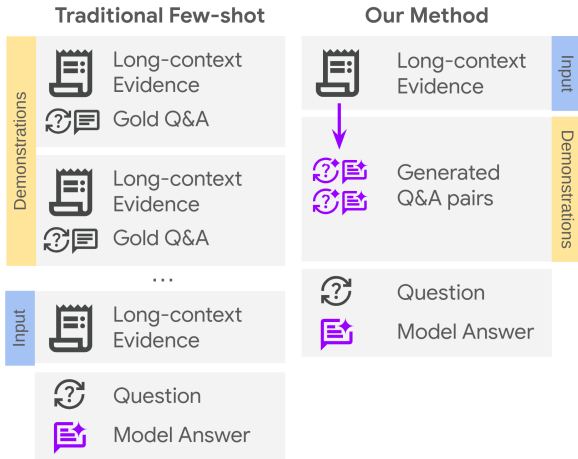 Traditional Few-shot
Demonstrations
Long-context
Evidence
Gold Q&A
Long-context
Evidence
Gold Q&A
...
Input
Long-context
Evidence
Question
Model Answer
Our Method
Long-context
Evidence
Input
Generated
Q&A pairs
Demonstrations
Question
Model Answer